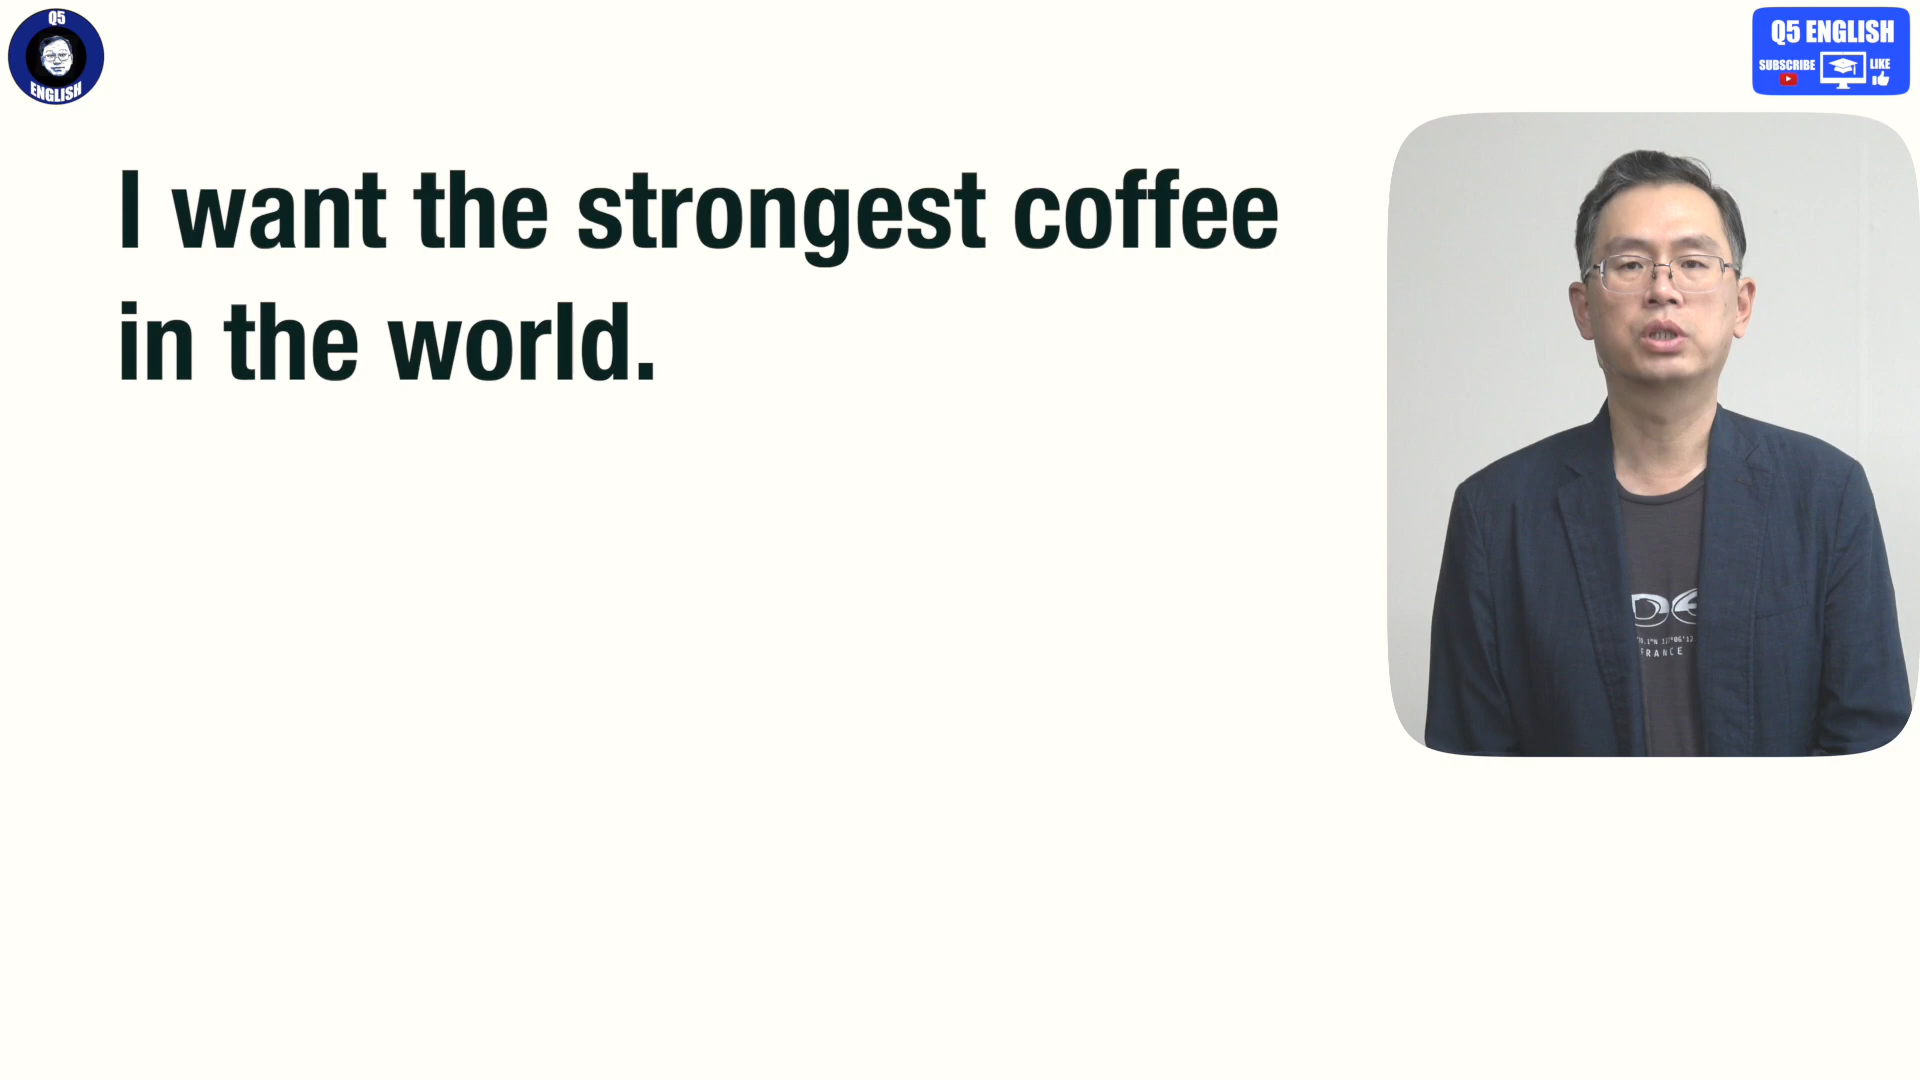 Q5
ENGLISH
Q5 ENGLISH
SUBSCRIBE
LIKE
I want the strongest coffee
in the world.
FRANCE